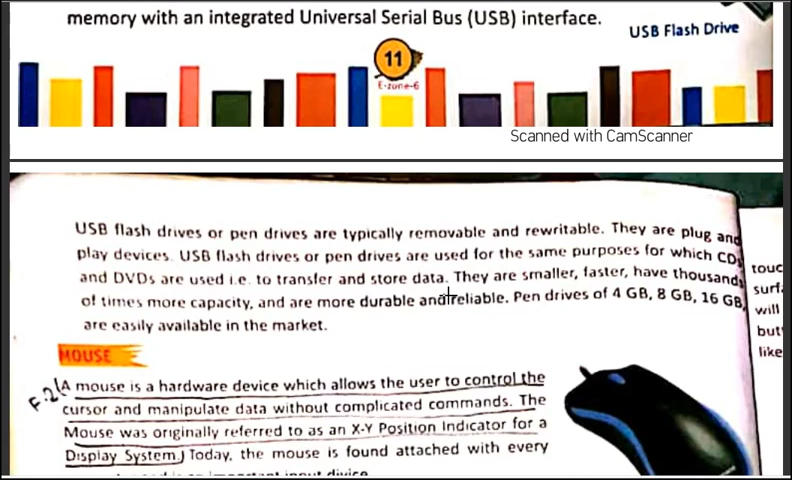 memory with an integrated Universal Serial Bus (USB) interface.
USB Flash Drive
11
E-zone-6
Scanned with CamScanner
USB flash drives or pen drives are typically removable and rewritable. They are plug and
play devices. USB flash drives or pen drives are used for the same purposes for which CDs
and DVDs are used i.e. to transfer and store data. They are smaller, faster, have thousands
of times more capacity, and are more durable and reliable. Pen drives of 4 GB, 8 GB, 16 GB,
are easily available in the market.
touc
surf
will
but
like
MOUSE
F.2
A mouse is a hardware device which allows the user to control the
cursor and manipulate data without complicated commands. The
Mouse was originally referred to as an X-Y Position Indicator for a
Display System. Today, the mouse is found attached with every
important input divice